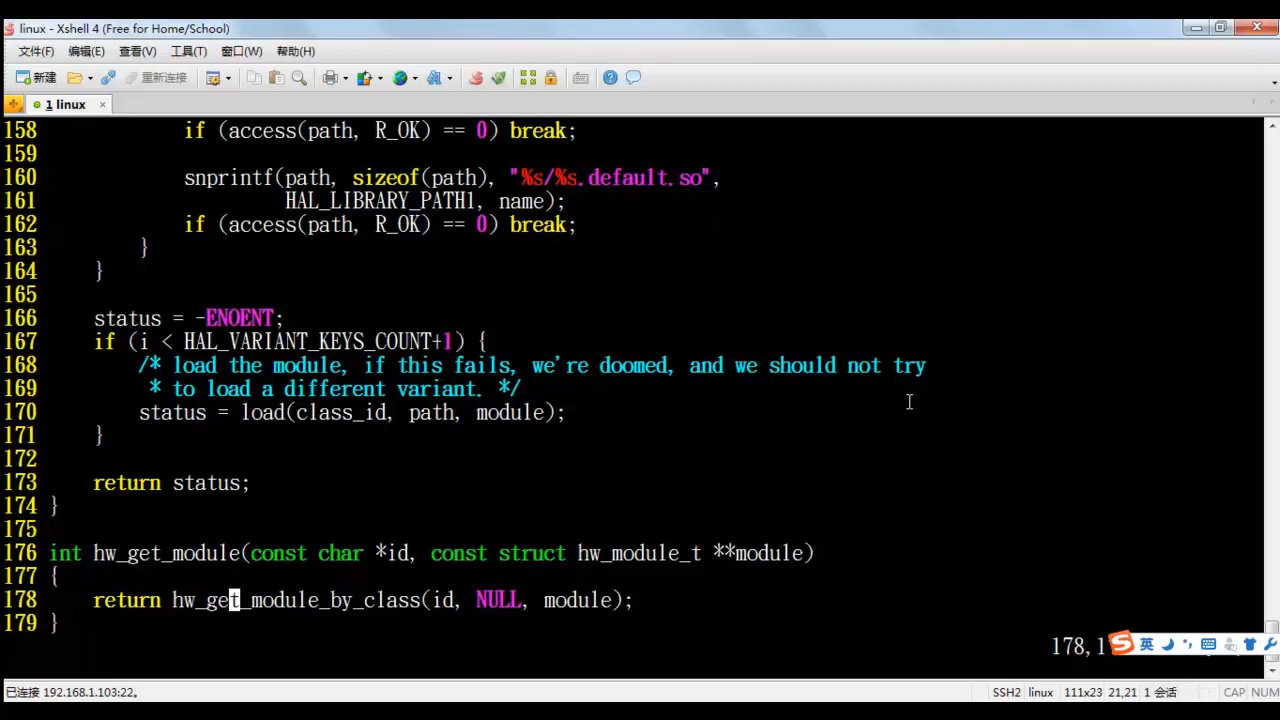 linux - Xshell 4 (Free for Home/School)
文件(F) 编辑(E) 查看(V) 工具(T) 窗口(W) 帮助(H)
新建 重新连接
1 linux
158             if (access(path, R_OK) == 0) break;
159
160             snprintf(path, sizeof(path), "%s/%s.default.so",
161                      HAL_LIBRARY_PATH1, name);
162             if (access(path, R_OK) == 0) break;
163         }
164     }
165
166     status = -ENOENT;
167     if (i < HAL_VARIANT_KEYS_COUNT+1) {
168         /* load the module, if this fails, we're doomed, and we should not try
169          * to load a different variant. */
170         status = load(class_id, path, module);
171     }
172
173     return status;
174 }
175
176 int hw_get_module(const char *id, const struct hw_module_t **module)
177 {
178     return hw_get_module_by_class(id, NULL, module);
179 }
178,1
英
已连接 192.168.1.103:22。 SSH2 linux 111x23 21,21 1 会话 CAP NUM